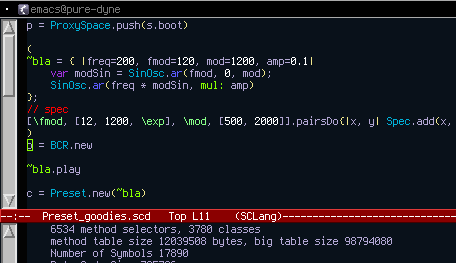 emacs@pure-dyne
p = ProxySpace.push(s.boot)
(
~bla = { |freq=200, fmod=120, mod=1200, amp=0.1|
var modSin = SinOsc.ar(fmod, 0, mod);
SinOsc.ar(freq * modSin, mul: amp)
};
// spec
[\fmod, [12, 1200, \exp], \mod, [500, 2000]].pairsDo{|x, y| Spec.add(x,
)
b = BCR.new
~bla.play
c = Preset.new(~bla)
--:-- Preset_goodies.scd Top L11 (SCLang)
6534 method selectors, 3780 classes
method table size 12039508 bytes, big table size 98794080
Number of Symbols 17890